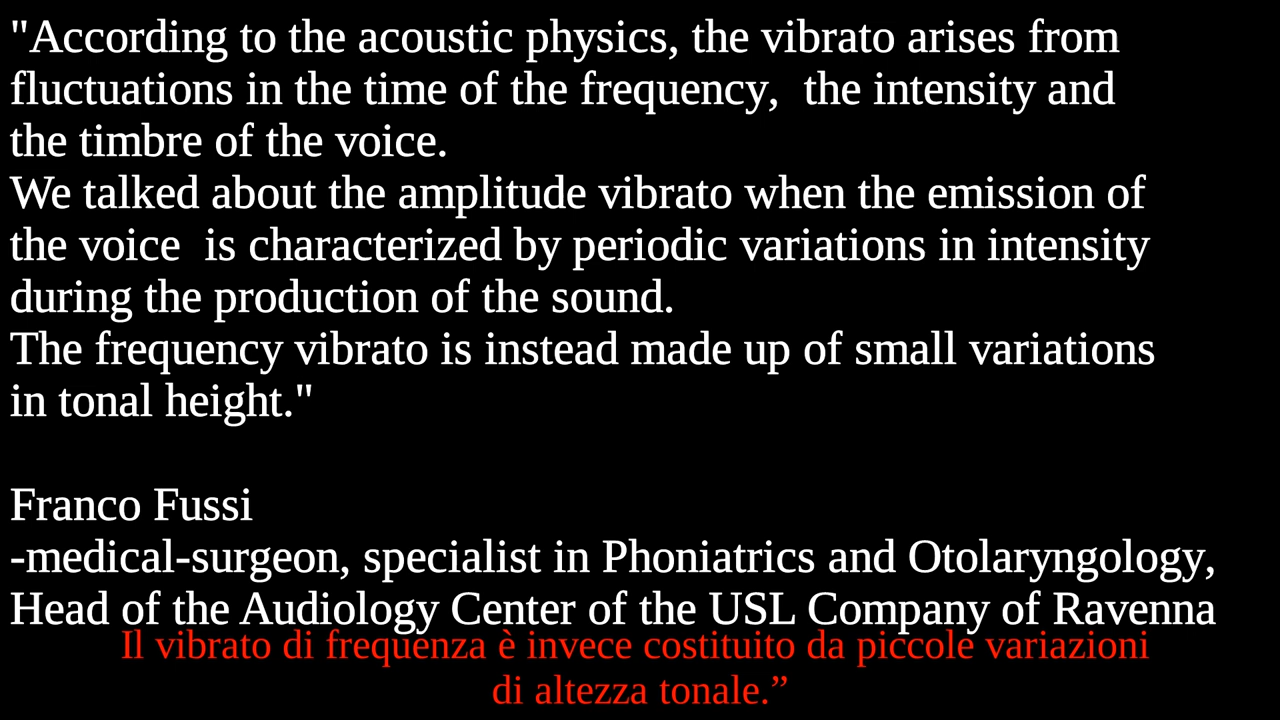 "According to the acoustic physics, the vibrato arises from
fluctuations in the time of the frequency,  the intensity and
the timbre of the voice.
We talked about the amplitude vibrato when the emission of
the voice  is characterized by periodic variations in intensity
during the production of the sound.
The frequency vibrato is instead made up of small variations
in tonal height."
Franco Fussi
-medical-surgeon, specialist in Phoniatrics and Otolaryngology,
Head of the Audiology Center of the USL Company of Ravenna
Il vibrato di frequenza è invece costituito da piccole variazioni
di altezza tonale.”